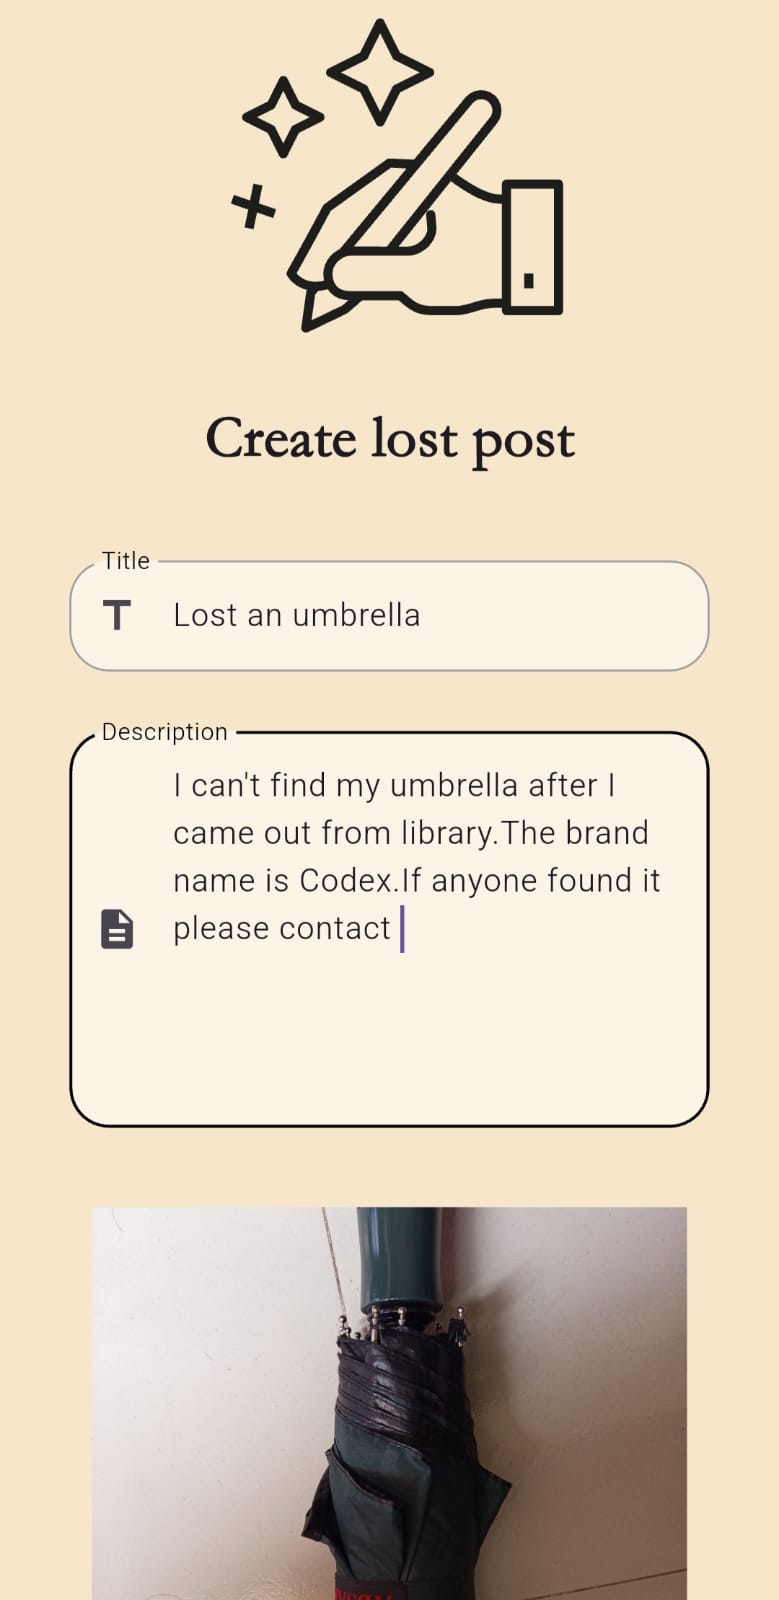 Create lost post
Title
Lost an umbrella
Description
I can't find my umbrella after I
came out from library.The brand
name is Codex.If anyone found it
please contact